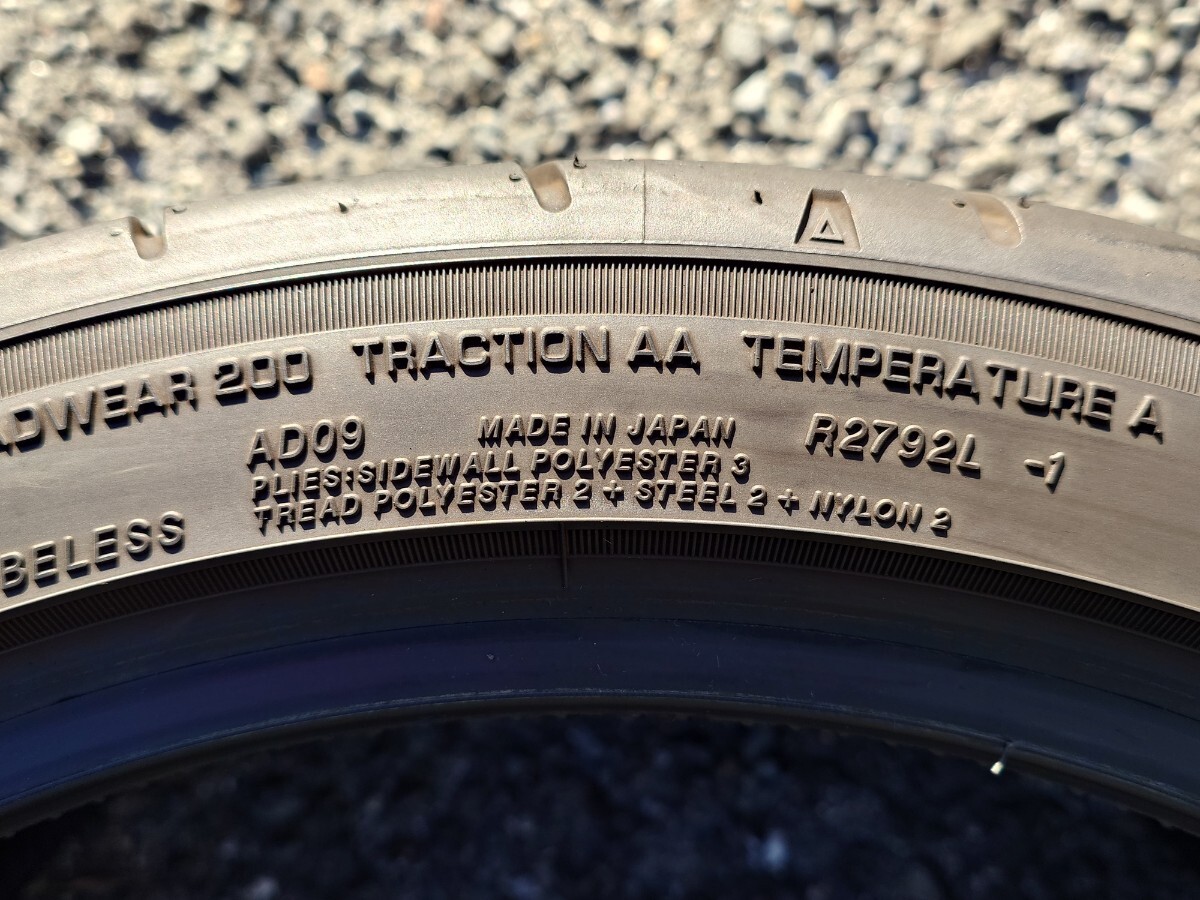 ADWEAR 200 TRACTION AA TEMPERATURE A
AD09 MADE IN JAPAN R2792L -1
PLIES:SIDEWALL POLYESTER 3
TREAD POLYESTER 2 + STEEL 2 + NYLON 2
BELESS